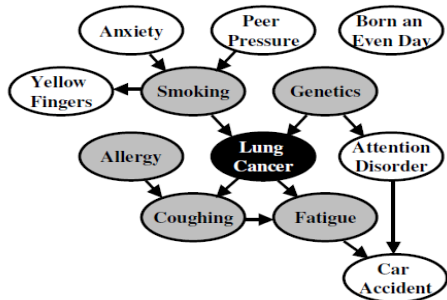 Anxiety
Peer
Pressure
Born an
Even Day
Yellow
Fingers
Smoking
Genetics
Allergy
Lung
Cancer
Attention
Disorder
Coughing
Fatigue
Car
Accident